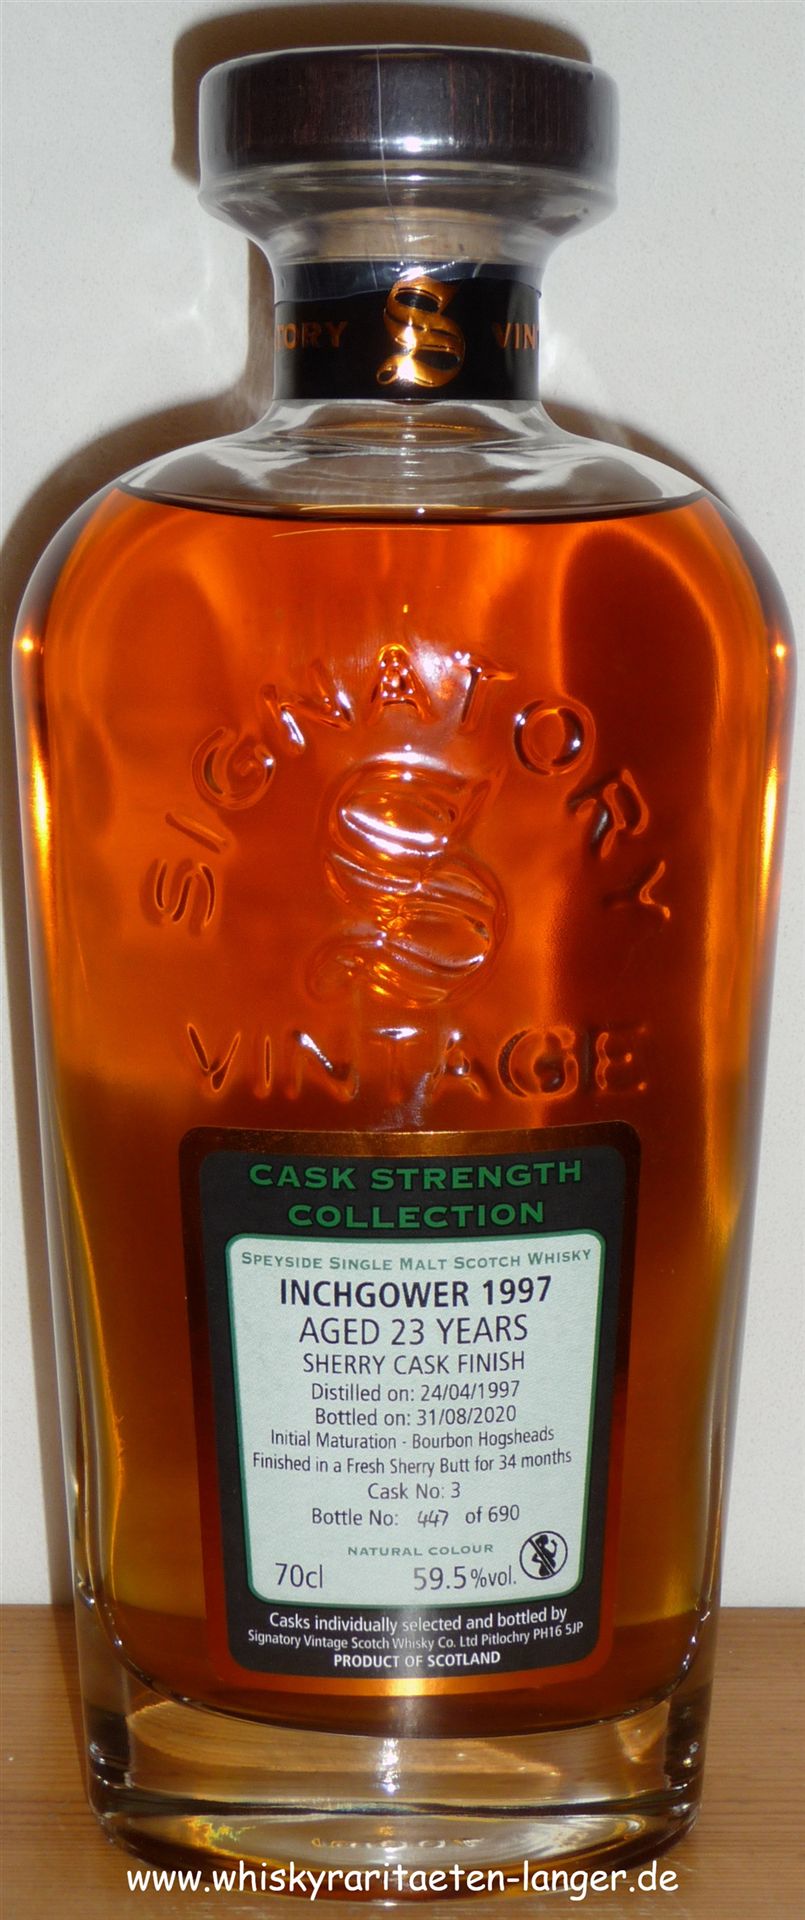 TORY S VINT
SIGNATORY
S
VINTAGE
CASK STRENGTH
COLLECTION
SPEYSIDE SINGLE MALT SCOTCH WHISKY
INCHGOWER 1997
AGED 23 YEARS
SHERRY CASK FINISH
Distilled on: 24/04/1997
Bottled on: 31/08/2020
Initial Maturation - Bourbon Hogsheads
Finished in a Fresh Sherry Butt for 34 months
Cask No: 3
Bottle No: 447 of 690
NATURAL COLOUR
70cl 59.5%vol.
Casks individually selected and bottled by
Signatory Vintage Scotch Whisky Co. Ltd Pitlochry PH16 5JP
PRODUCT OF SCOTLAND
www.whiskyraritaeten-langer.de